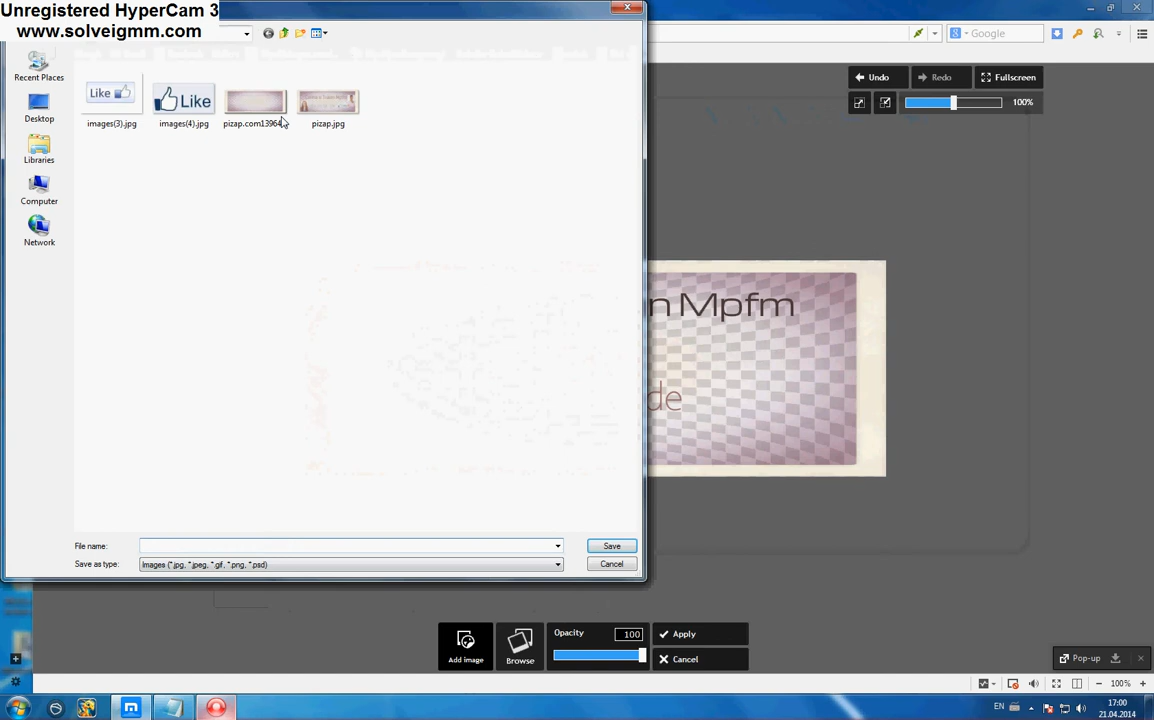 Unregistered HyperCam 3
www.solveigmm.com
Google
Recent Places
Desktop
Libraries
Computer
Network
Like
Like
images(3).jpg
images(4).jpg
pizap.com13964
pizap.jpg
Undo
Redo
Fullscreen
100%
n Mpfm
de
File name:
Save
Save as type:
Images (*.jpg, *.jpeg, *.gif, *.png, *.psd)
Cancel
Add image
Browse
Opacity
100
Apply
Cancel
Pop-up
100%
EN
17:00
21.04.2014